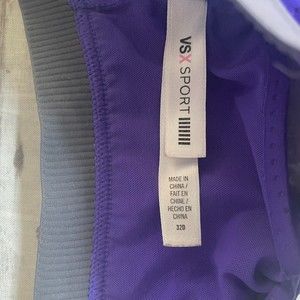 VSX SPORT
MADE IN
CHINA /
FAIT EN
CHINE /
HECHO EN
CHINA
32D